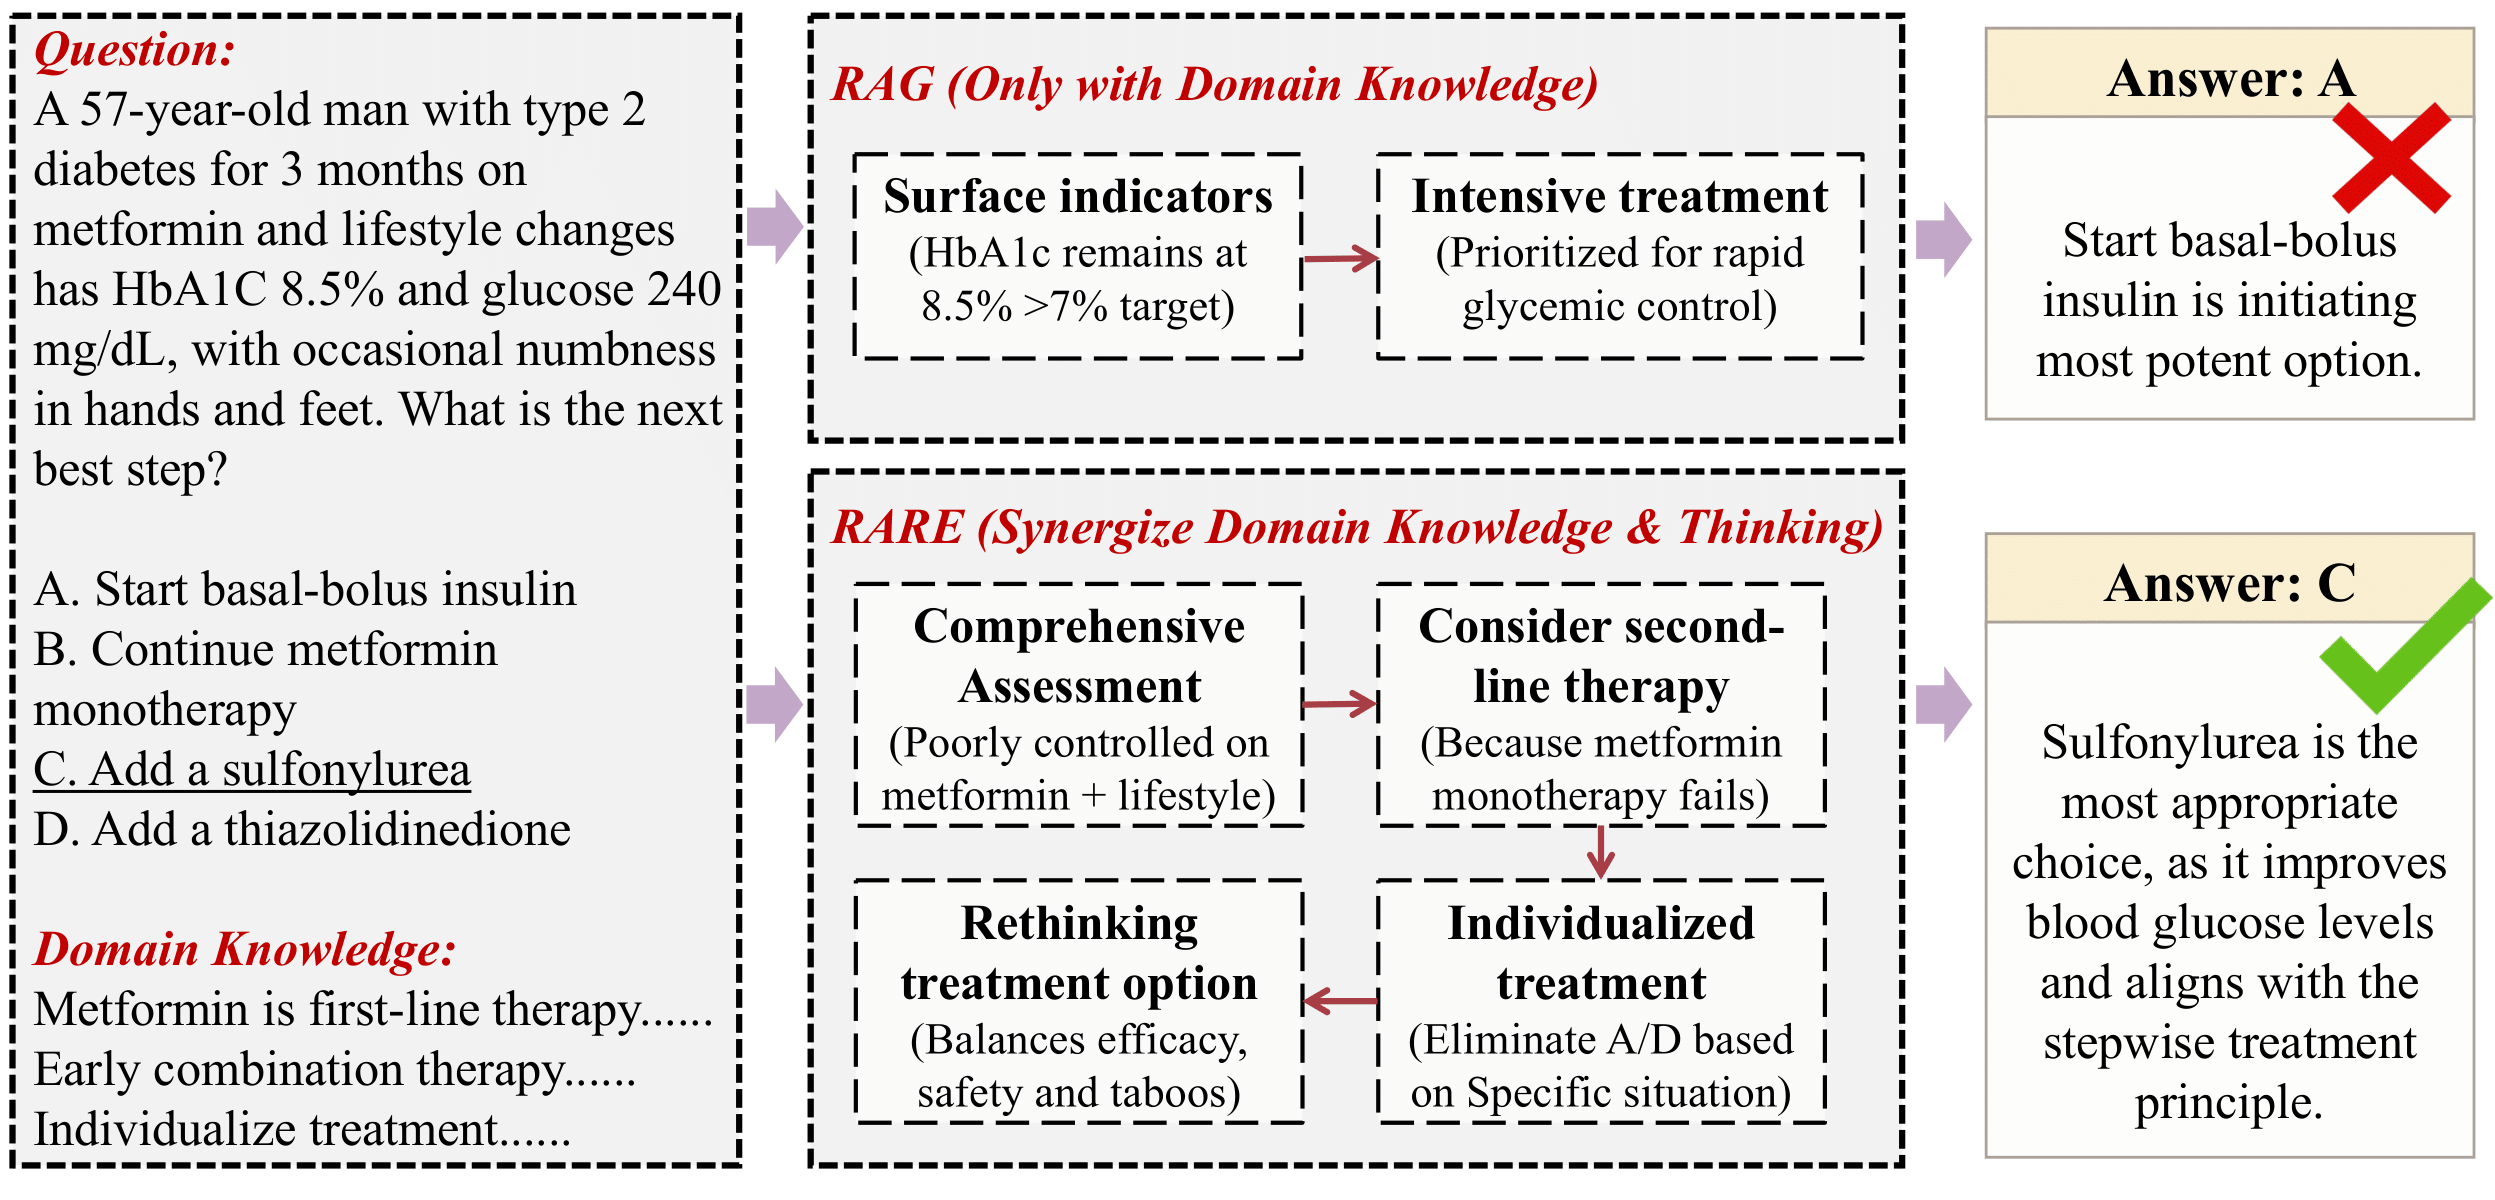 Question:
A 57-year-old man with type 2
diabetes for 3 months on
metformin and lifestyle changes
has HbA1C 8.5% and glucose 240
mg/dL, with occasional numbness
in hands and feet. What is the next
best step?
A. Start basal-bolus insulin
B. Continue metformin
monotherapy
C. Add a sulfonylurea
D. Add a thiazolidinedione
Domain Knowledge:
Metformin is first-line therapy......
Early combination therapy......
Individualize treatment......
RAG (Only with Domain Knowledge)
Surface indicators
(HbA1c remains at
8.5% >7% target)
Intensive treatment
(Prioritized for rapid
glycemic control)
Answer: A
Start basal-bolus
insulin is initiating
most potent option.
RARE (Synergize Domain Knowledge & Thinking)
Comprehensive
Assessment
(Poorly controlled on
metformin + lifestyle)
Consider second-
line therapy
(Because metformin
monotherapy fails)
Individualized
treatment
(Eliminate A/D based
on Specific situation)
Rethinking
treatment option
(Balances efficacy,
safety and taboos)
Answer: C
Sulfonylurea is the
most appropriate
choice, as it improves
blood glucose levels
and aligns with the
stepwise treatment
principle.